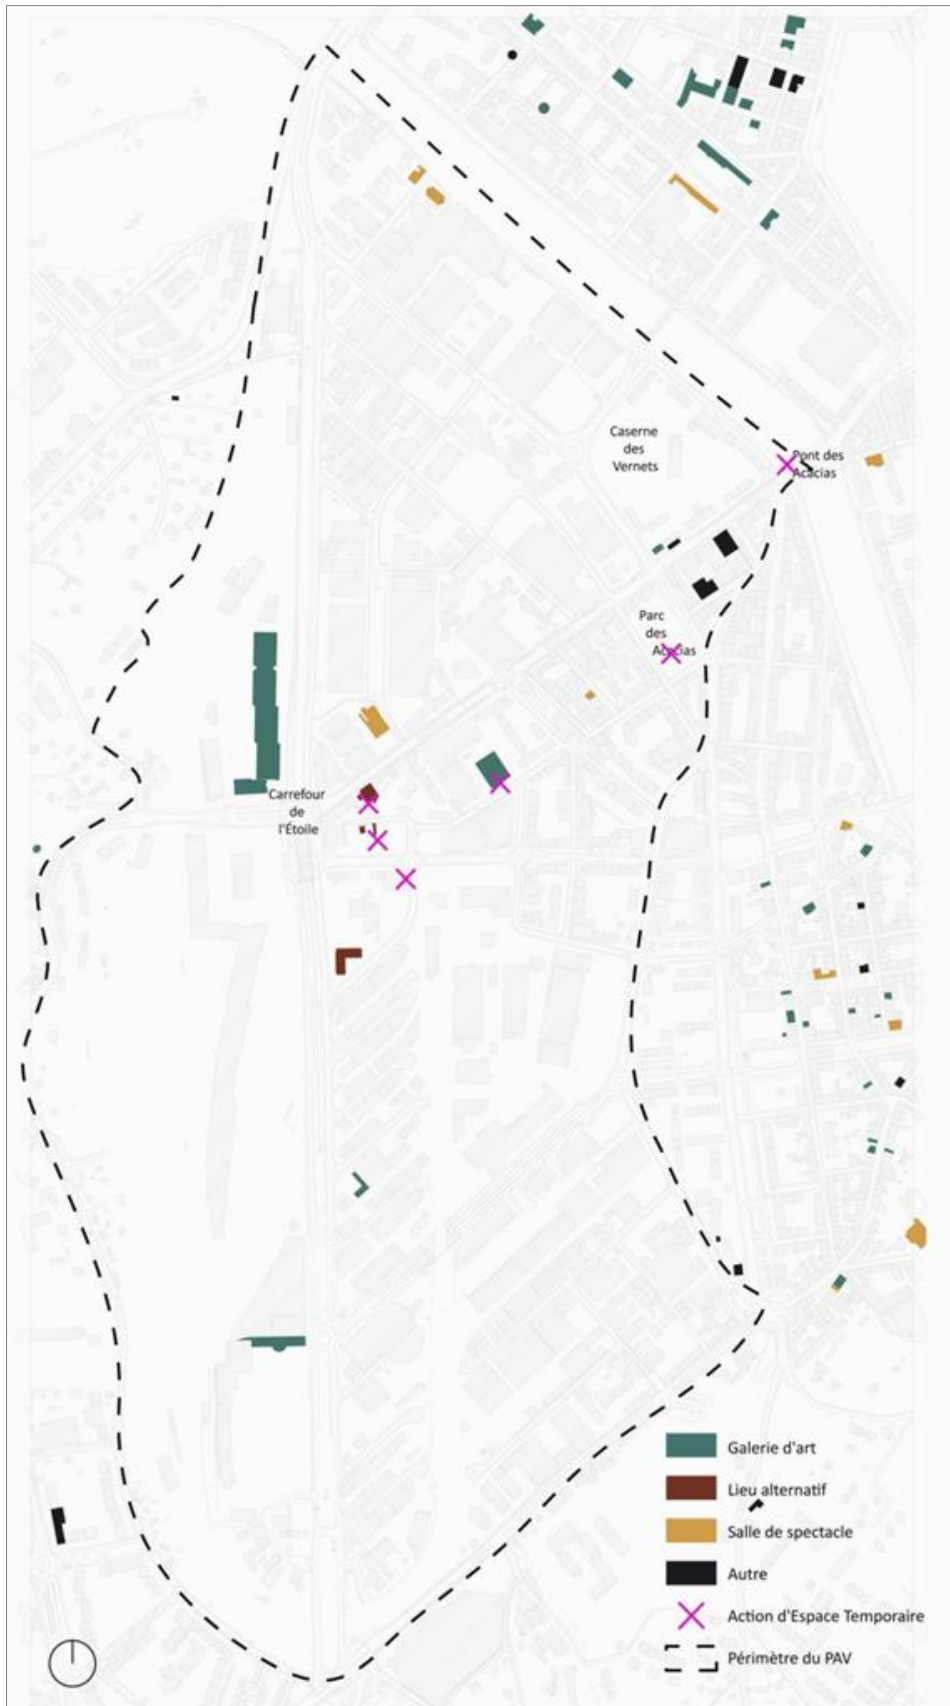 Caserne
des
Vernets
Pont des
Acacias
Parc
des
Acacias
Carrefour
de
l'Étoile
Galerie d'art
Lieu alternatif
Salle de spectacle
Autre
Action d'Espace Temporaire
Périmètre du PAV